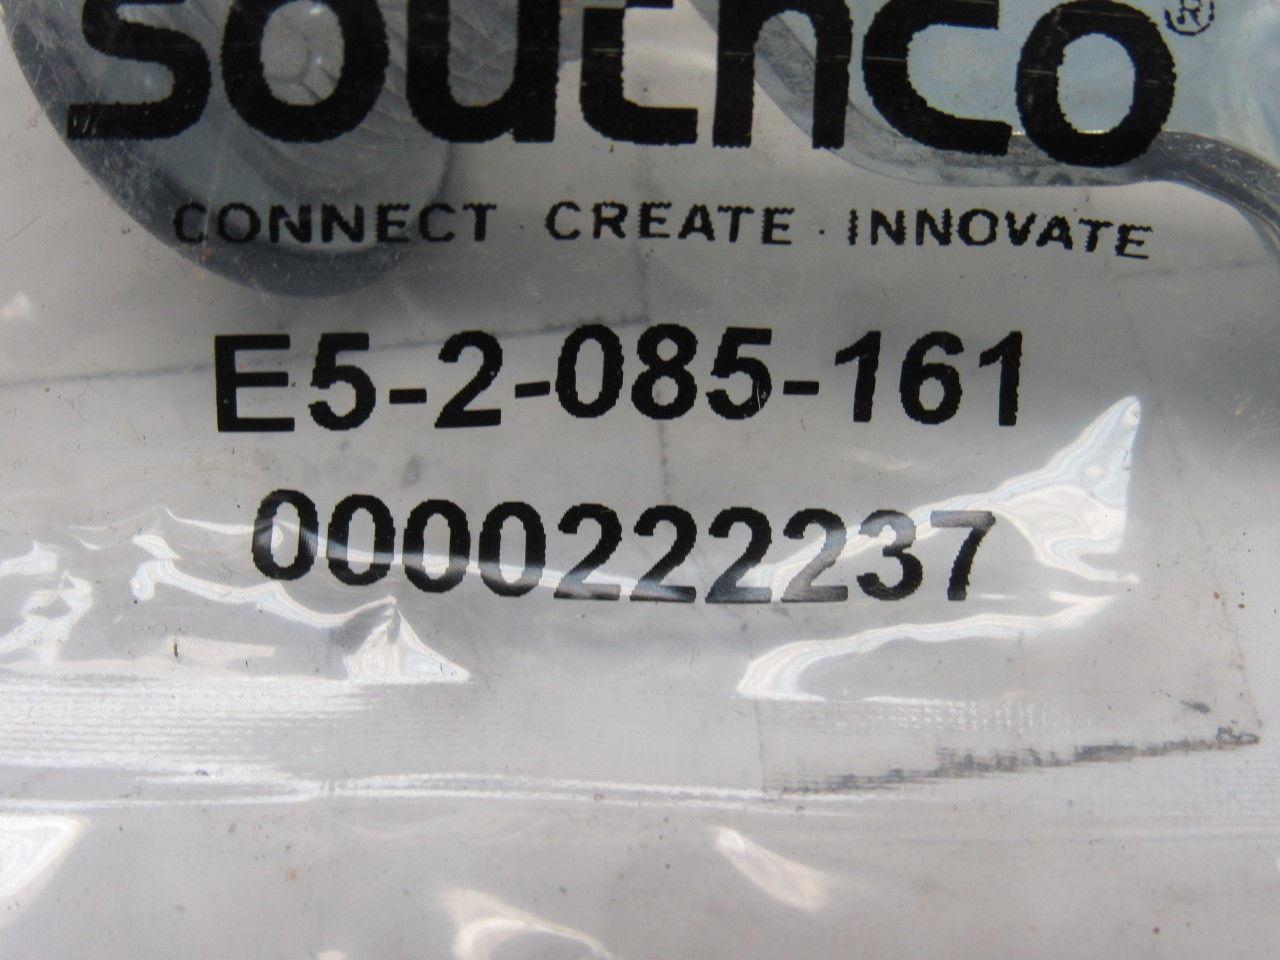 southco®
CONNECT · CREATE · INNOVATE
E5-2-085-161
0000222237